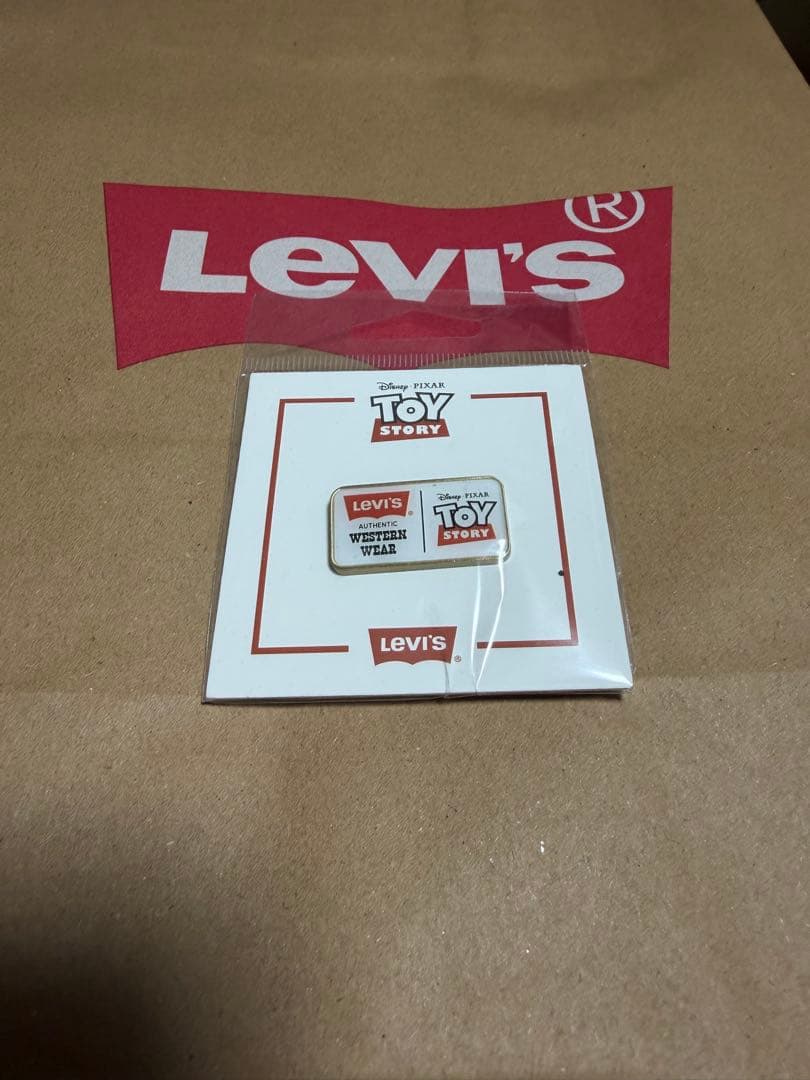 Levi's®
Disney · PIXAR
TOY
STORY
Levi's®
AUTHENTIC
WESTERN
WEAR
Disney · PIXAR
TOY
STORY
Levi's®